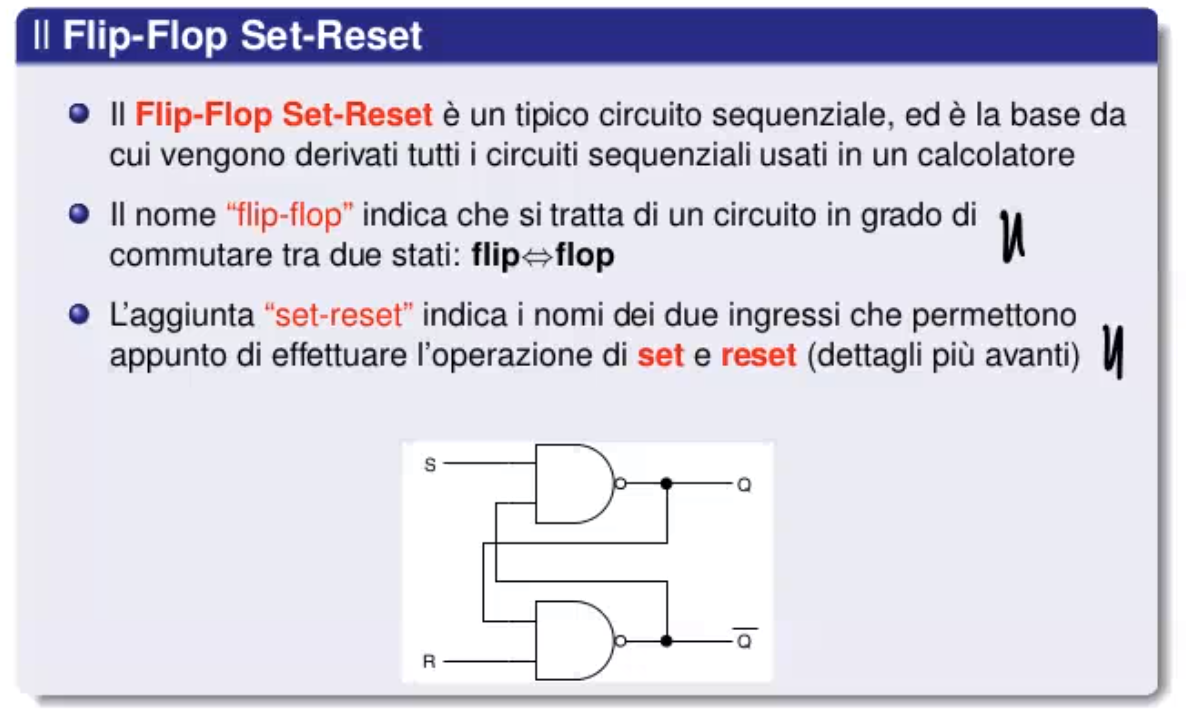 Il Flip-Flop Set-Reset
Il Flip-Flop Set-Reset è un tipico circuito sequenziale, ed è la base da
cui vengono derivati tutti i circuiti sequenziali usati in un calcolatore
Il nome “flip-flop” indica che si tratta di un circuito in grado di
commutare tra due stati: flip⇔flop
L’aggiunta “set-reset” indica i nomi dei due ingressi che permettono
appunto di effettuare l’operazione di set e reset (dettagli più avanti)
S
Q
R
Q̅